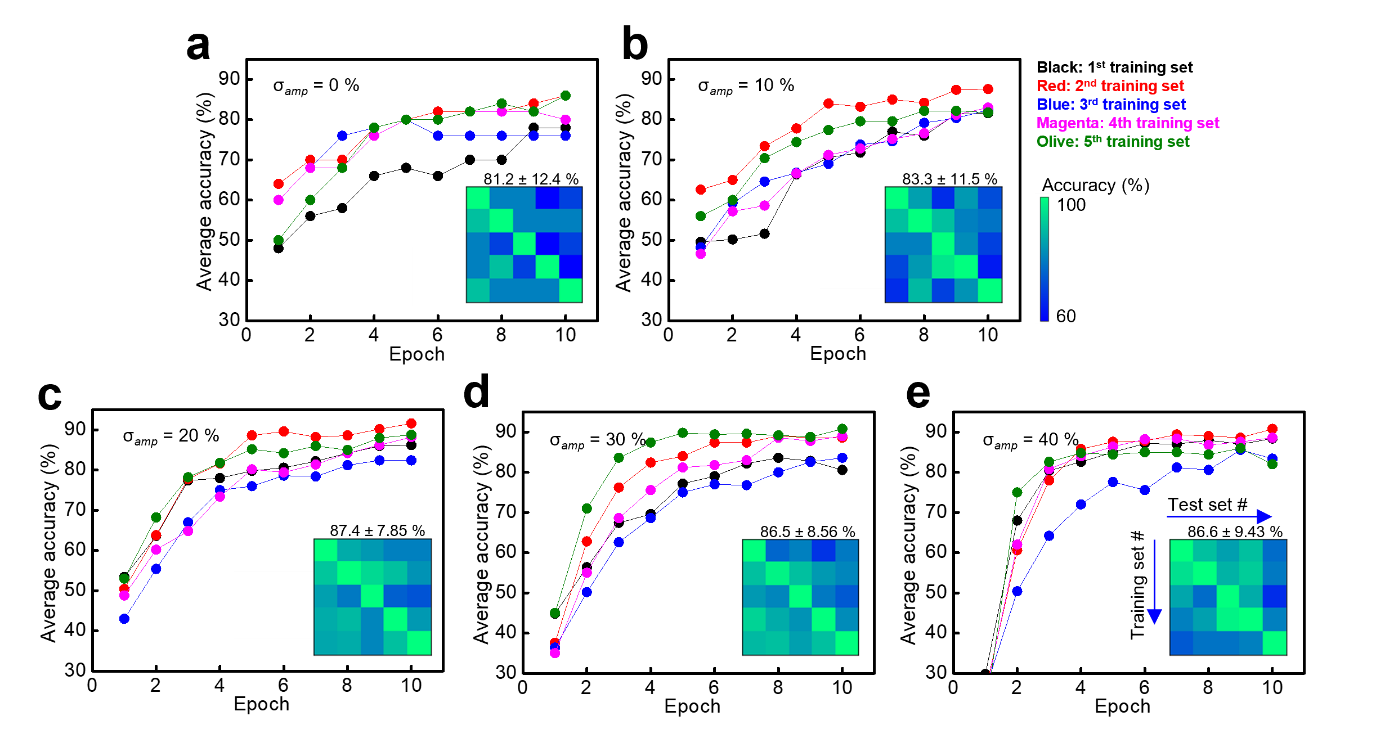 a
σamp = 0 %
Average accuracy (%)
90
80
70
60
50
40
30
0 2 4 6 8 10
Epoch
81.2 ± 12.4 %
b
σamp = 10 %
Average accuracy (%)
90
80
70
60
50
40
30
0 2 4 6 8 10
Epoch
83.3 ± 11.5 %
Black: 1st training set
Red: 2nd training set
Blue: 3rd training set
Magenta: 4th training set
Olive: 5th training set
Accuracy (%)
100
60
c
σamp = 20 %
Average accuracy (%)
90
80
70
60
50
40
30
0 2 4 6 8 10
Epoch
87.4 ± 7.85 %
d
σamp = 30 %
Average accuracy (%)
90
80
70
60
50
40
30
0 2 4 6 8 10
Epoch
86.5 ± 8.56 %
e
σamp = 40 %
Average accuracy (%)
90
80
70
60
50
40
30
0 2 4 6 8 10
Epoch
Test set #
86.6 ± 9.43 %
Training set #